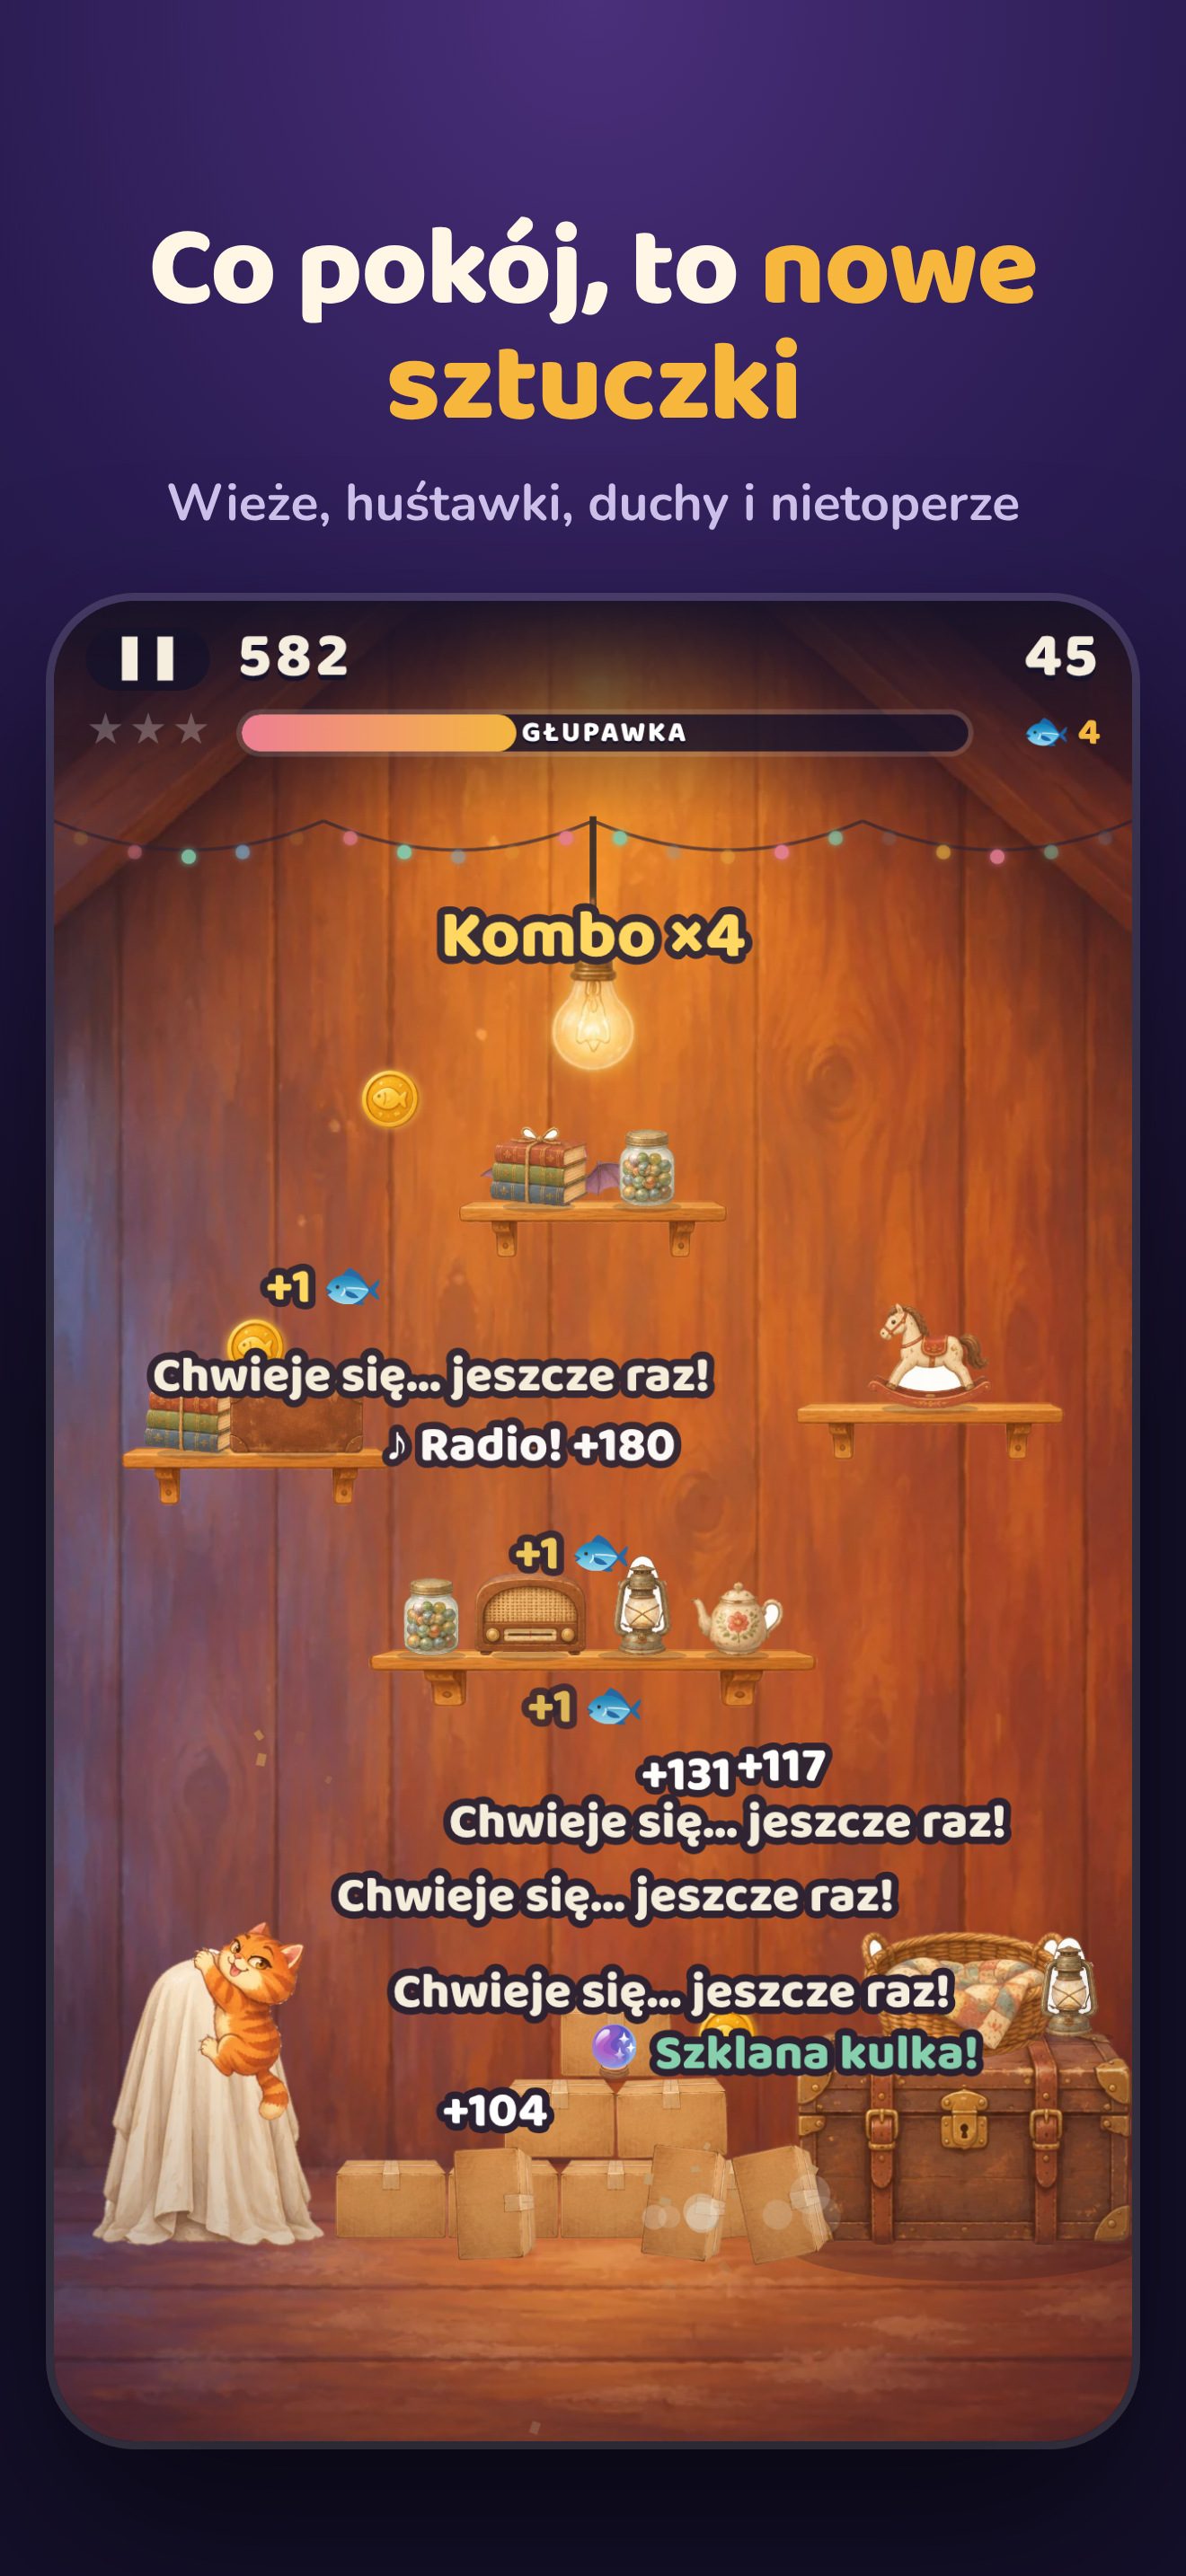 Co pokój, to nowe
sztuczki
Wieże, huśtawki, duchy i nietoperze
582
45
GŁUPAWKA
4
Kombo ×4
+1
Chwieje się... jeszcze raz!
♪ Radio! +180
+1
+1
+131 +117
Chwieje się... jeszcze raz!
Chwieje się... jeszcze raz!
Chwieje się... jeszcze raz!
Szklana kulka!
+104